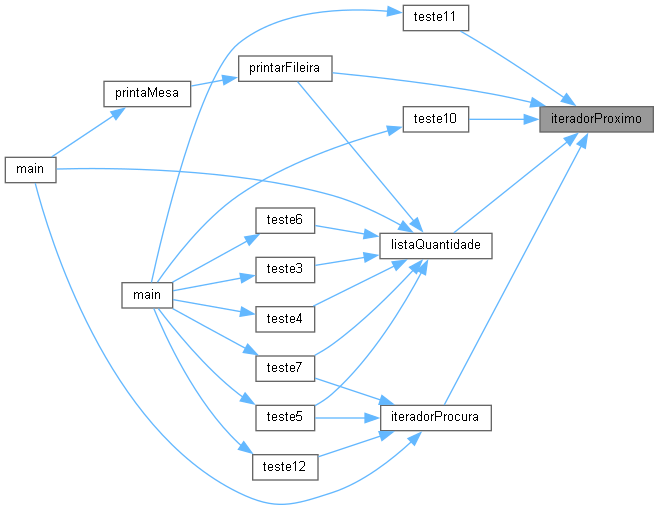 teste11
printarFileira
printaMesa
teste10
iteradorProximo
main
teste6
listaQuantidade
teste3
main
teste4
teste7
teste5
iteradorProcura
teste12